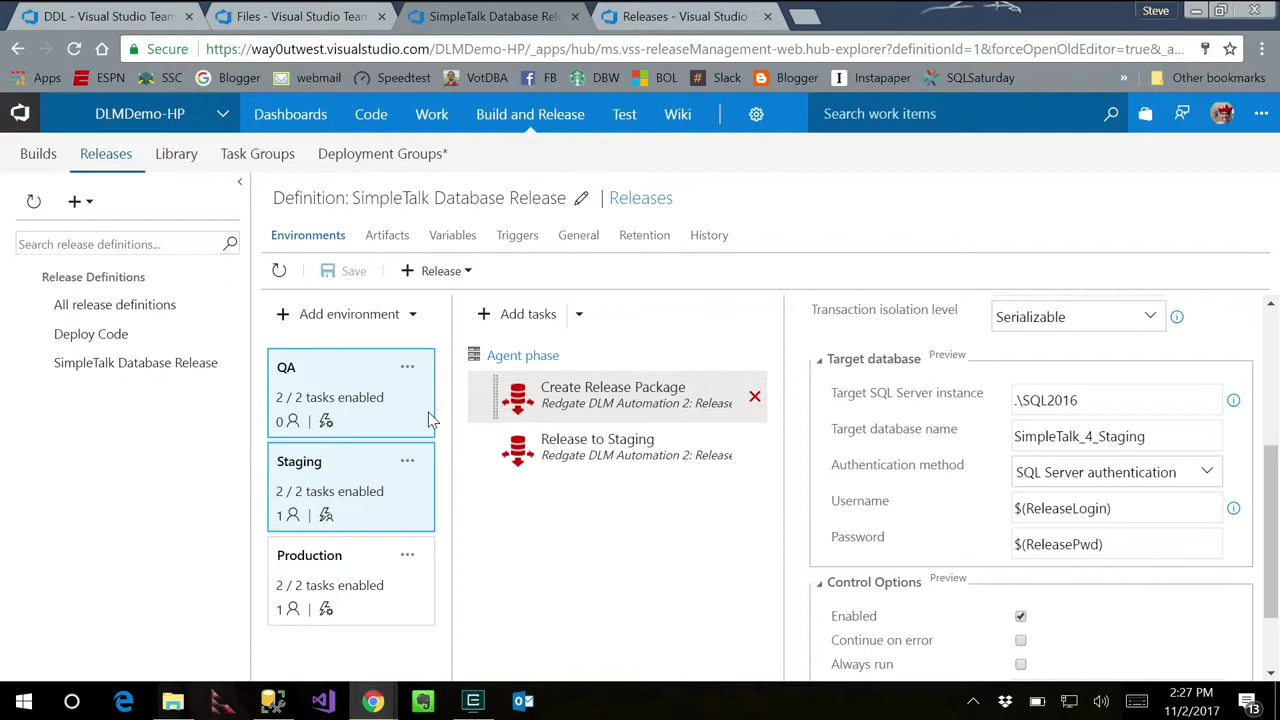 DDL - Visual Studio Team
Files - Visual Studio Team
SimpleTalk Database Rel
Releases - Visual Studio T
Steve
Secure
https://way0utwest.visualstudio.com/DLMDemo-HP/_apps/hub/ms.vss-releaseManagement-web.hub-explorer?definitionId=1&forceOpenOldEditor=true&_a...
Apps
ESPN
SSC
Blogger
webmail
Speedtest
VotDBA
FB
DBW
BOL
Slack
Blogger
Instapaper
SQLSaturday
»
Other bookmarks
DLMDemo-HP
Dashboards
Code
Work
Build and Release
Test
Wiki
Search work items
Builds
Releases
Library
Task Groups
Deployment Groups*
Definition: SimpleTalk Database Release | Releases
Search release definitions...
Environments
Artifacts
Variables
Triggers
General
Retention
History
Release Definitions
Save
Release
All release definitions
Deploy Code
SimpleTalk Database Release
Add environment
Add tasks
QA
2 / 2 tasks enabled
0
Staging
2 / 2 tasks enabled
1
Production
2 / 2 tasks enabled
1
Agent phase
Create Release Package
Redgate DLM Automation 2: Release
Release to Staging
Redgate DLM Automation 2: Release
Transaction isolation level
Serializable
Target database Preview
Target SQL Server instance
.\SQL2016
Target database name
SimpleTalk_4_Staging
Authentication method
SQL Server authentication
Username
$(ReleaseLogin)
Password
$(ReleasePwd)
Control Options Preview
Enabled
Continue on error
Always run
2:27 PM
11/2/2017
13